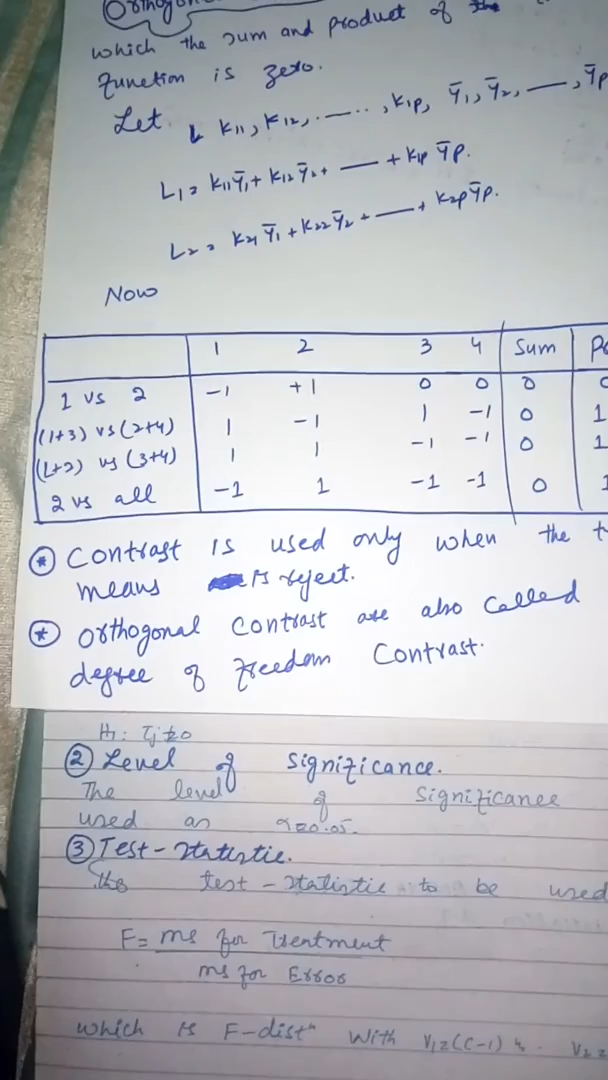 which the sum and product of the
function is zero.
Let K11, K12, ........, K1p, Ȳ1, Ȳ2, —, Ȳp
L1 = K11Ȳ1 + K12Ȳ2 + — + K1p Ȳp.
L2 = K21 Ȳ1 + K22 Ȳ2 + — + K2p Ȳp.
Now
1 2 3 4 Sum
1 vs 2 -1 +1 0 0 0
(1+3) vs (2+4) 1 -1 1 -1 0 1
(1+2) vs (3+4) 1 1 -1 -1 0 1
2 vs all -1 1 -1 -1 0 1
* Contrast is used only when the
means is reject.
* Orthogonal Contrast are also called
degree of freedom Contrast.
H1: Tj ≠ 0
② Level of Significance.
The level of Significance
used as α=0.05.
③ Test-Statistic.
the test-statistic to be used
F = ms for Treatment
ms for Error
which is F-distⁿ with V1=(C-1) &